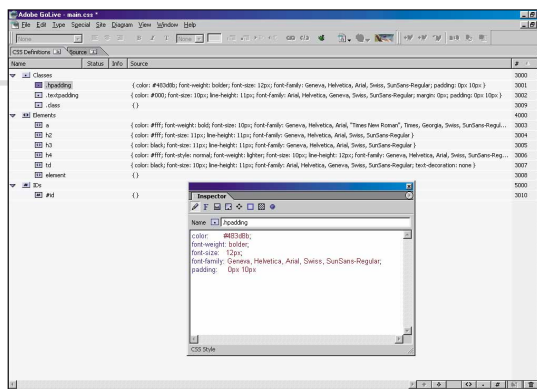 Adobe GoLive - main.css *
File Edit Type Special Site Diagram View Window Help
None
None
CSS Definitions Source
Name Status Info Source #
Classes 3000
.hpadding { color: #483d8b; font-weight: bolder; font-size: 12px; font-family: Geneva, Helvetica, Arial, Swiss, SunSans-Regular; padding: 0px 10px } 3001
.textpadding { color: #000; font-size: 10px; line-height: 11px; font-family: Arial, Helvetica, Geneva, Swiss, SunSans-Regular; margin: 0px; padding: 0px 10px } 3002
.class { } 3009
Elements 4000
a { color: #fff; font-weight: bold; font-size: 10px; font-family: Geneva, Helvetica, Arial, "Times New Roman", Times, Georgia, Swiss, SunSans-Regul... 3003
h2 { color: #fff; font-size: 11px; line-height: 11px; font-family: Geneva, Helvetica, Arial, Swiss, SunSans-Regular } 3004
h3 { color: black; font-size: 11px; line-height: 11px; font-family: Geneva, Helvetica, Arial, Swiss, SunSans-Regular } 3005
h4 { color: #fff; font-style: normal; font-weight: lighter; font-size: 10px; line-height: 12px; font-family: Geneva, Helvetica, Arial, Swiss, SunSans-Reg... 3006
td { color: black; font-size: 10px; line-height: 11px; font-family: Geneva, Helvetica, Arial, Swiss, SunSans-Regular; text-decoration: none } 3007
element { } 3008
IDs 5000
#id { } 3010
Inspector
Name .hpadding
color: #483d8b;
font-weight: bolder;
font-size: 12px;
font-family: Geneva, Helvetica, Arial, Swiss, SunSans-Regular;
padding: 0px 10px
CSS Style